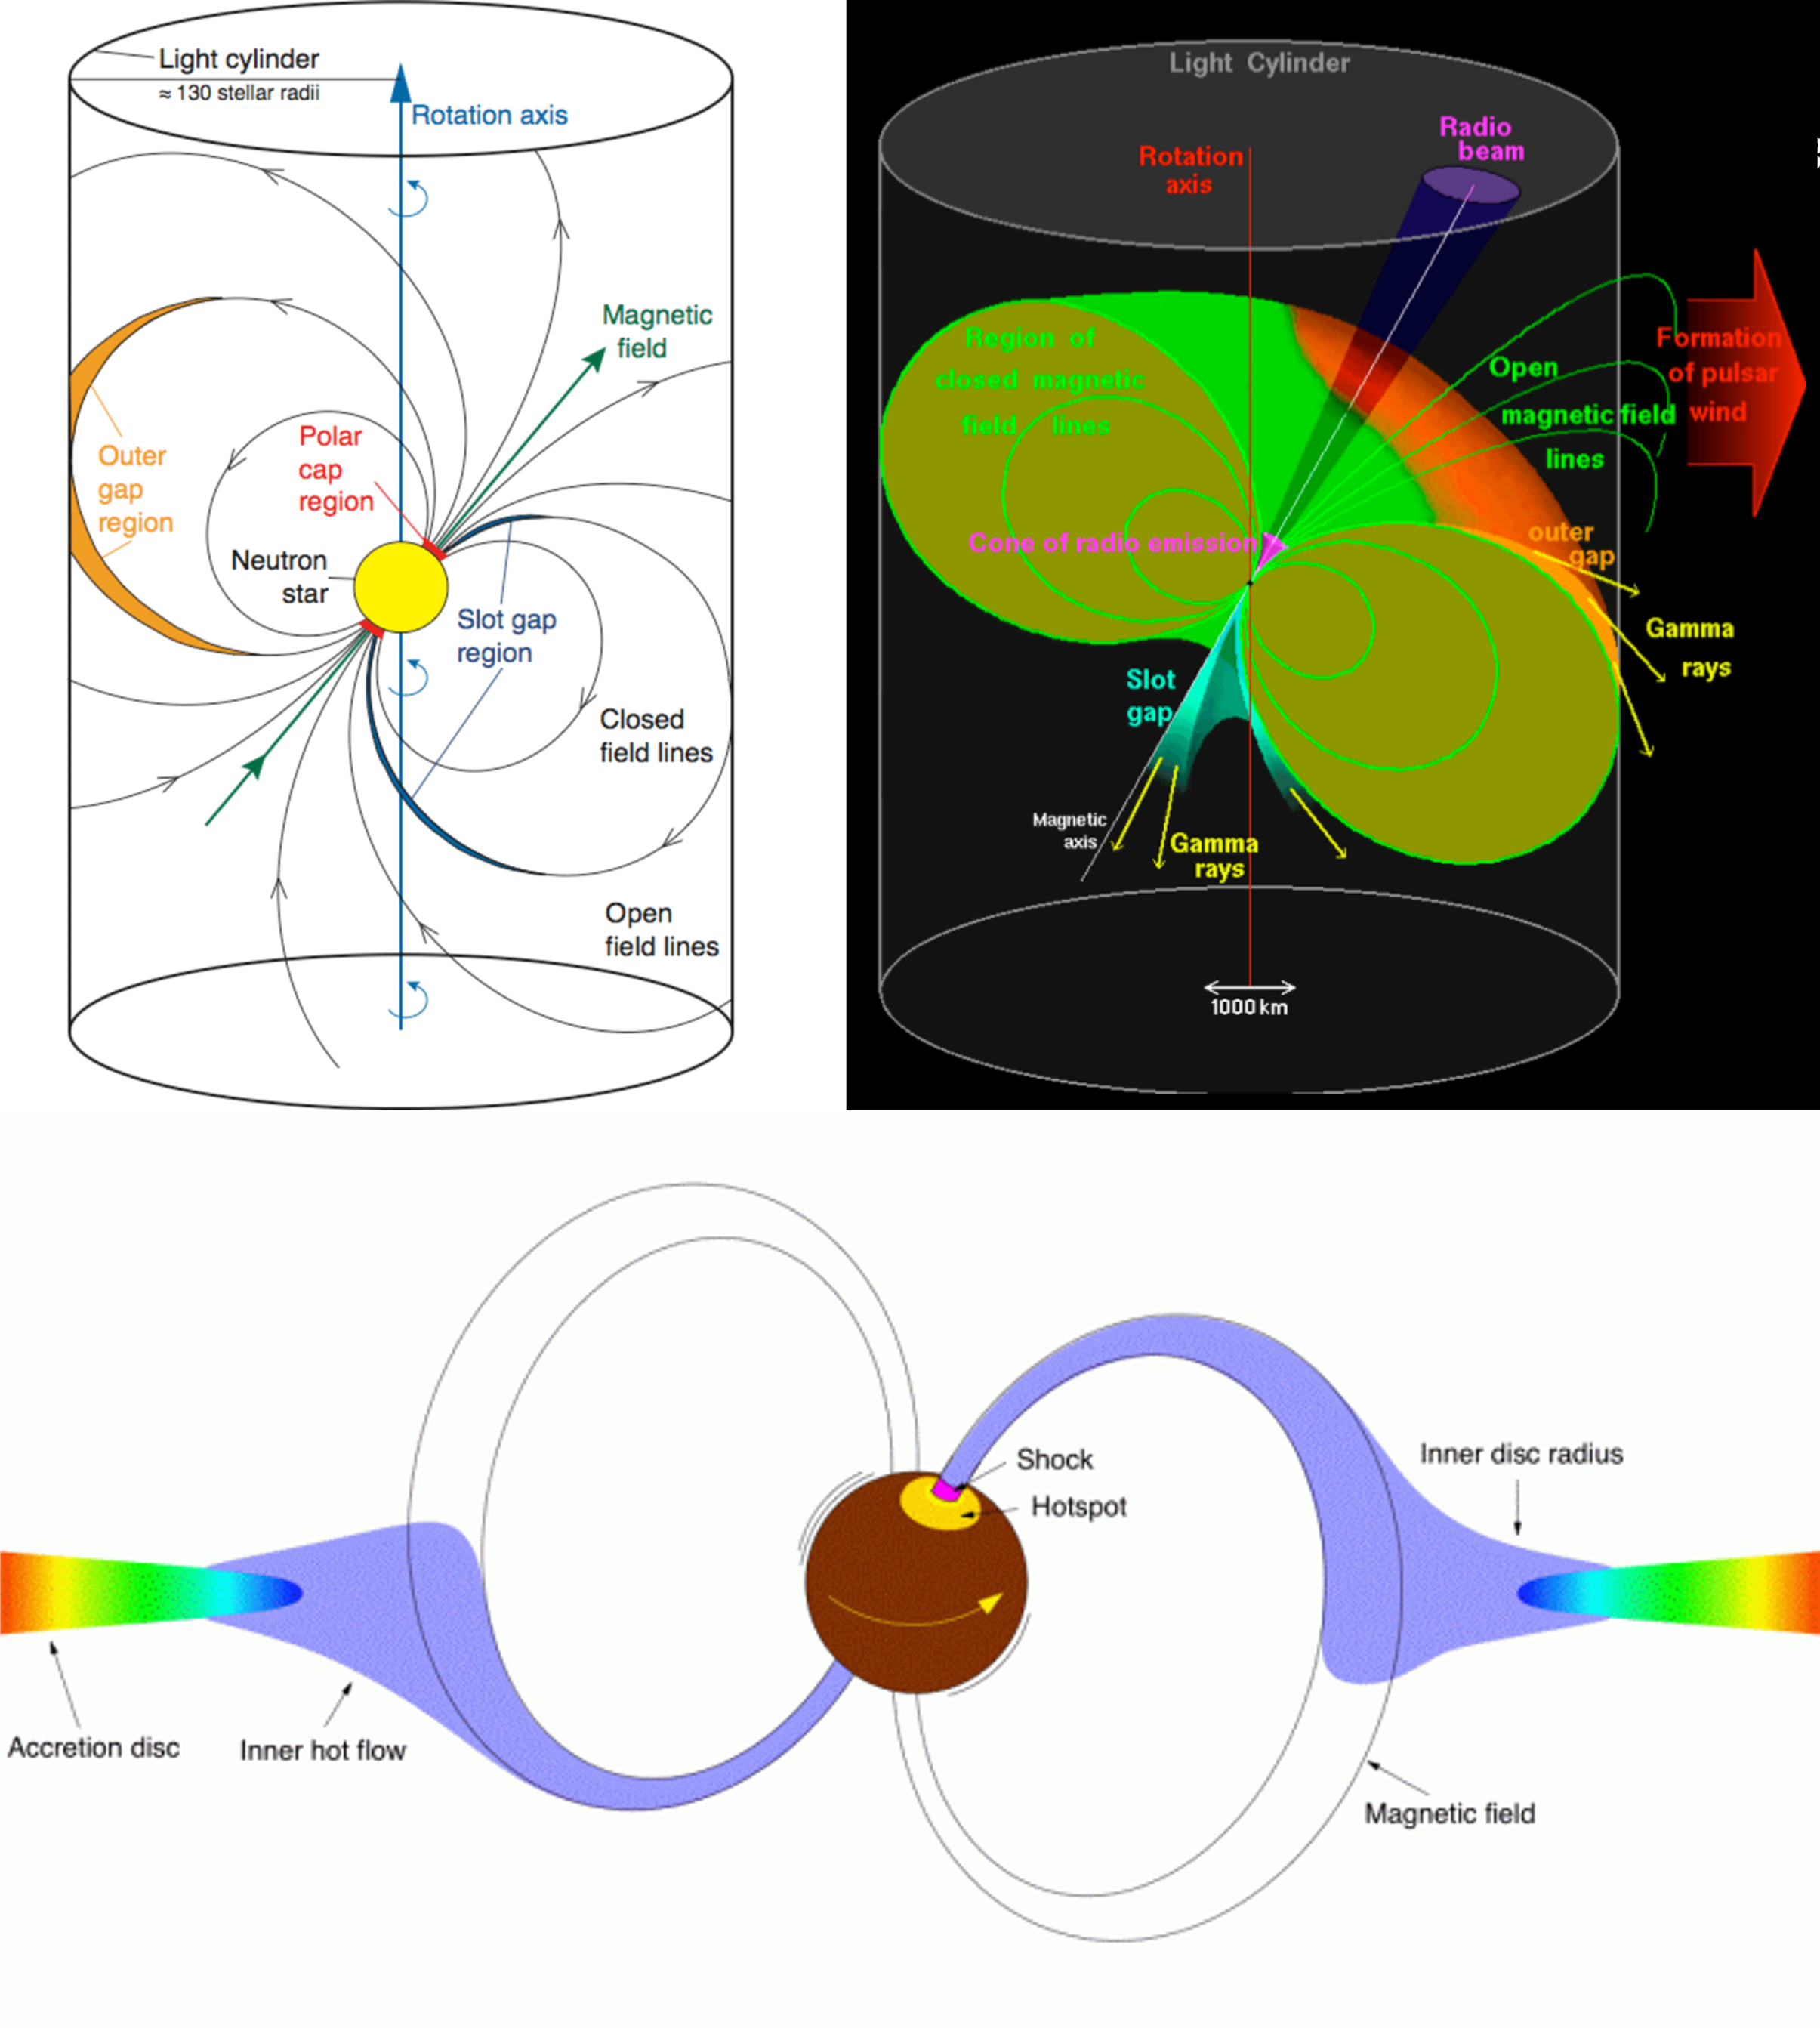 Light cylinder
≈ 130 stellar radii
Rotation axis
Magnetic
field
Outer
gap
region
Polar
cap
region
Neutron
star
Slot gap
region
Closed
field lines
Open
field lines
Light Cylinder
Radio
beam
Rotation
axis
Region of
closed magnetic
field lines
Open
magnetic field
lines
Formation
of pulsar
wind
Cone of radio emission
outer
gap
Gamma
rays
Slot
gap
Magnetic
axis
Gamma
rays
1000 km
Shock
Hotspot
Inner disc radius
Accretion disc
Inner hot flow
Magnetic field